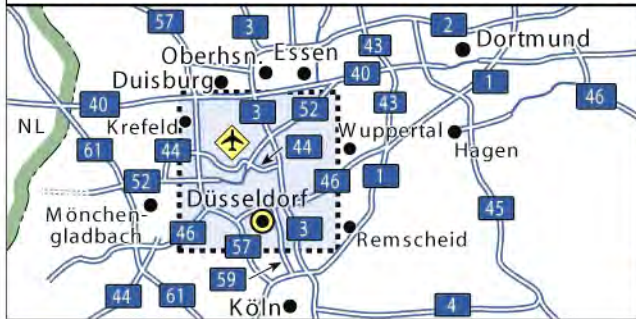 57
3
43
2
Dortmund
Oberhsn.
Essen
Duisburg
40
1
40
3
52
43
46
NL
Krefeld
61
44
44
Wuppertal
Hagen
52
46
1
Mönchen-
gladbach
Düsseldorf
45
46
57
3
Remscheid
59
44
61
Köln
4